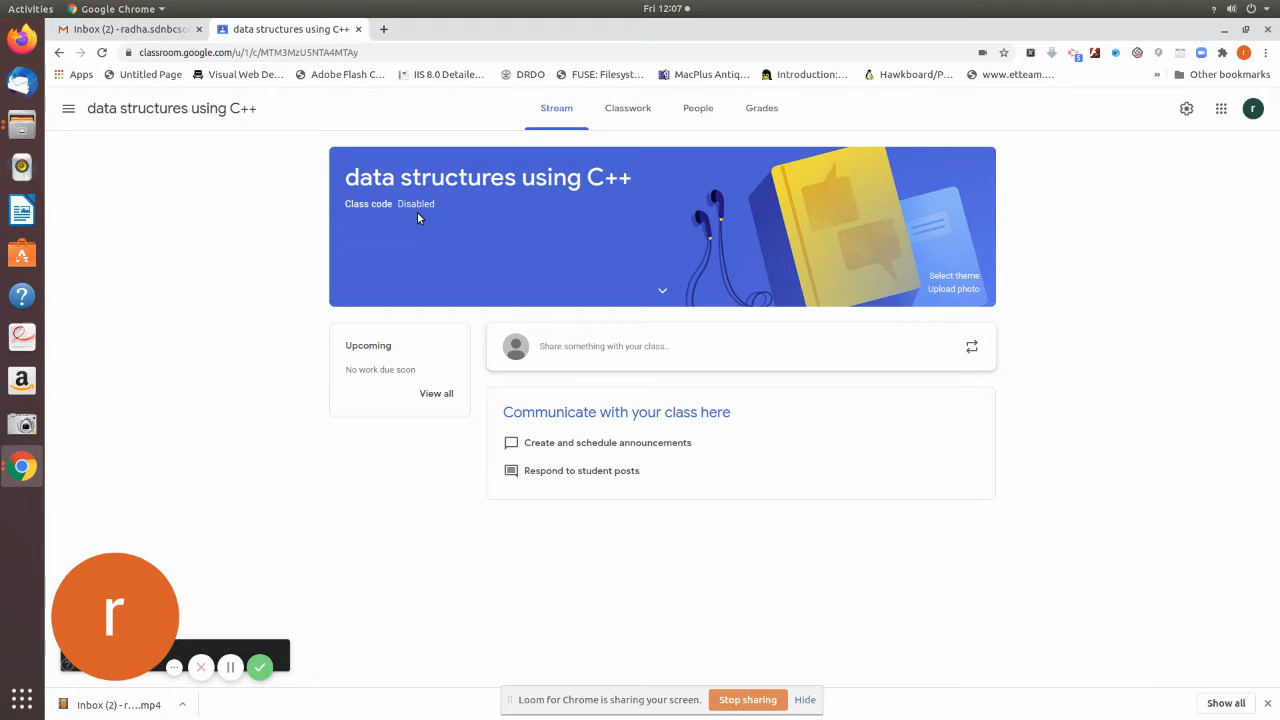 Activities Google Chrome Fri 12:07
Inbox (2) - radha.sdnbcsc data structures using C++
classroom.google.com/u/1/c/MTM3MzU5NTA4MTAy
Apps Untitled Page Visual Web De... Adobe Flash C... IIS 8.0 Detaile... DRDO FUSE: Filesyst... MacPlus Antiq... Introduction:... Hawkboard/P... www.etteam.... » Other bookmarks
data structures using C++ Stream Classwork People Grades r
data structures using C++
Class code Disabled
Select theme
Upload photo
Upcoming
No work due soon
View all
Share something with your class...
Communicate with your class here
Create and schedule announcements
Respond to student posts
r
Loom for Chrome is sharing your screen. Stop sharing Hide
Inbox (2) - r....mp4 Show all